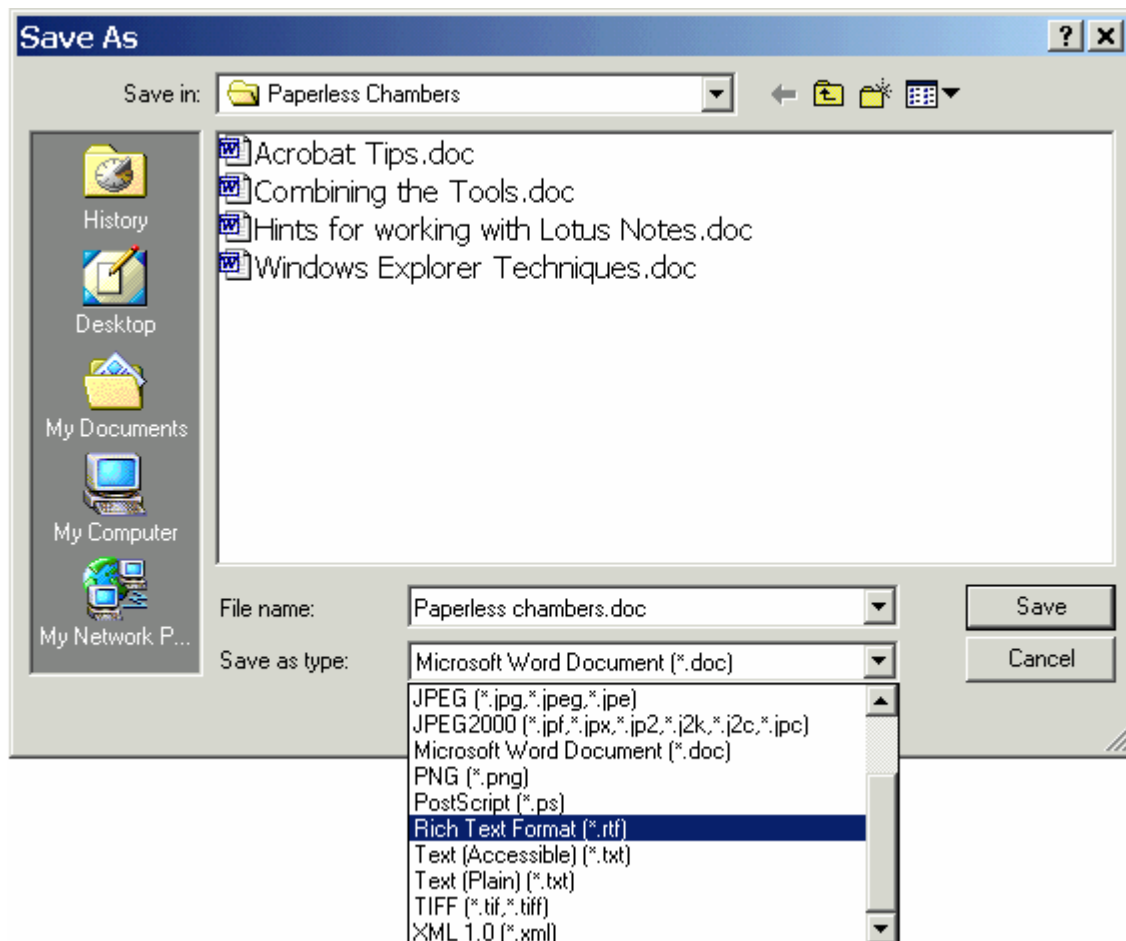 Save As
Save in:
Paperless Chambers
History
Desktop
My Documents
My Computer
My Network P...
Acrobat Tips.doc
Combining the Tools.doc
Hints for working with Lotus Notes.doc
Windows Explorer Techniques.doc
File name:
Paperless chambers.doc
Save
Save as type:
Microsoft Word Document (*.doc)
Cancel
JPEG (*.jpg,*.jpeg,*.jpe)
JPEG2000 (*.jpf,*.jpx,*.jp2,*.j2k,*.j2c,*.jpc)
Microsoft Word Document (*.doc)
PNG (*.png)
PostScript (*.ps)
Rich Text Format (*.rtf)
Text (Accessible) (*.txt)
Text (Plain) (*.txt)
TIFF (*.tif,*.tiff)
XML 1.0 (*.xml)